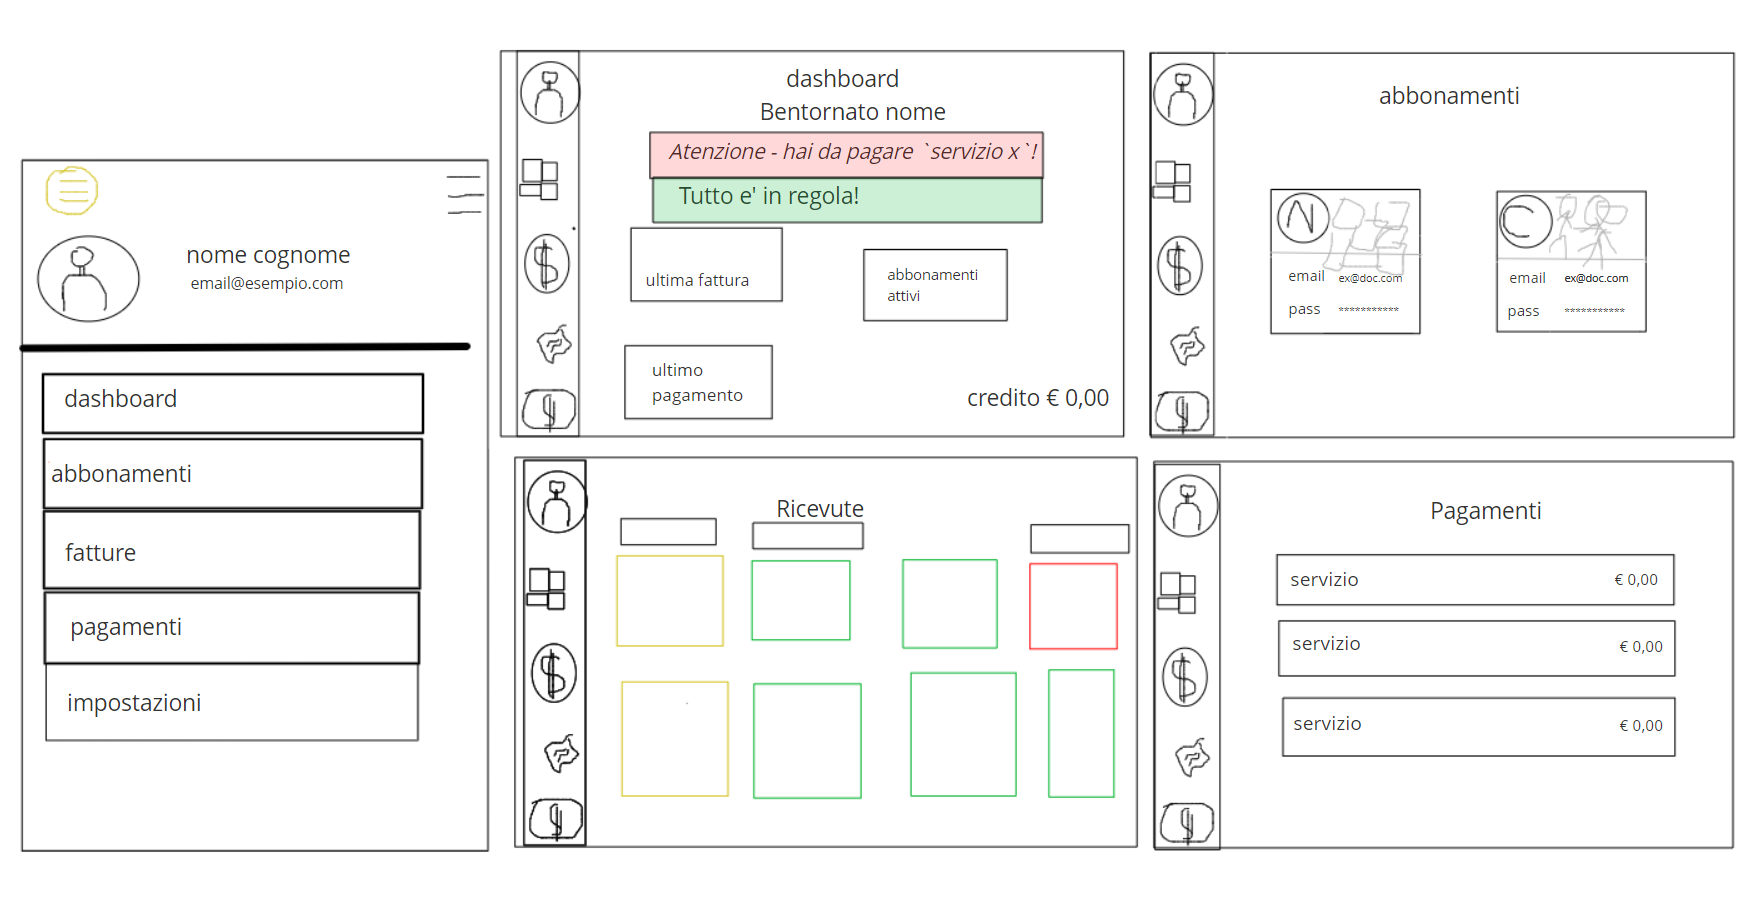 nome cognome
email@esempio.com
dashboard
abbonamenti
fatture
pagamenti
impostazioni
dashboard
Bentornato nome
Atenzione - hai da pagare `servizio x`!
Tutto e' in regola!
ultima fattura
abbonamenti
attivi
ultimo
pagamento
credito € 0,00
$
abbonamenti
N
email ex@doc.com
pass ***********
C
email ex@doc.com
pass ***********
$
Ricevute
$
Pagamenti
servizio € 0,00
servizio € 0,00
servizio € 0,00
$